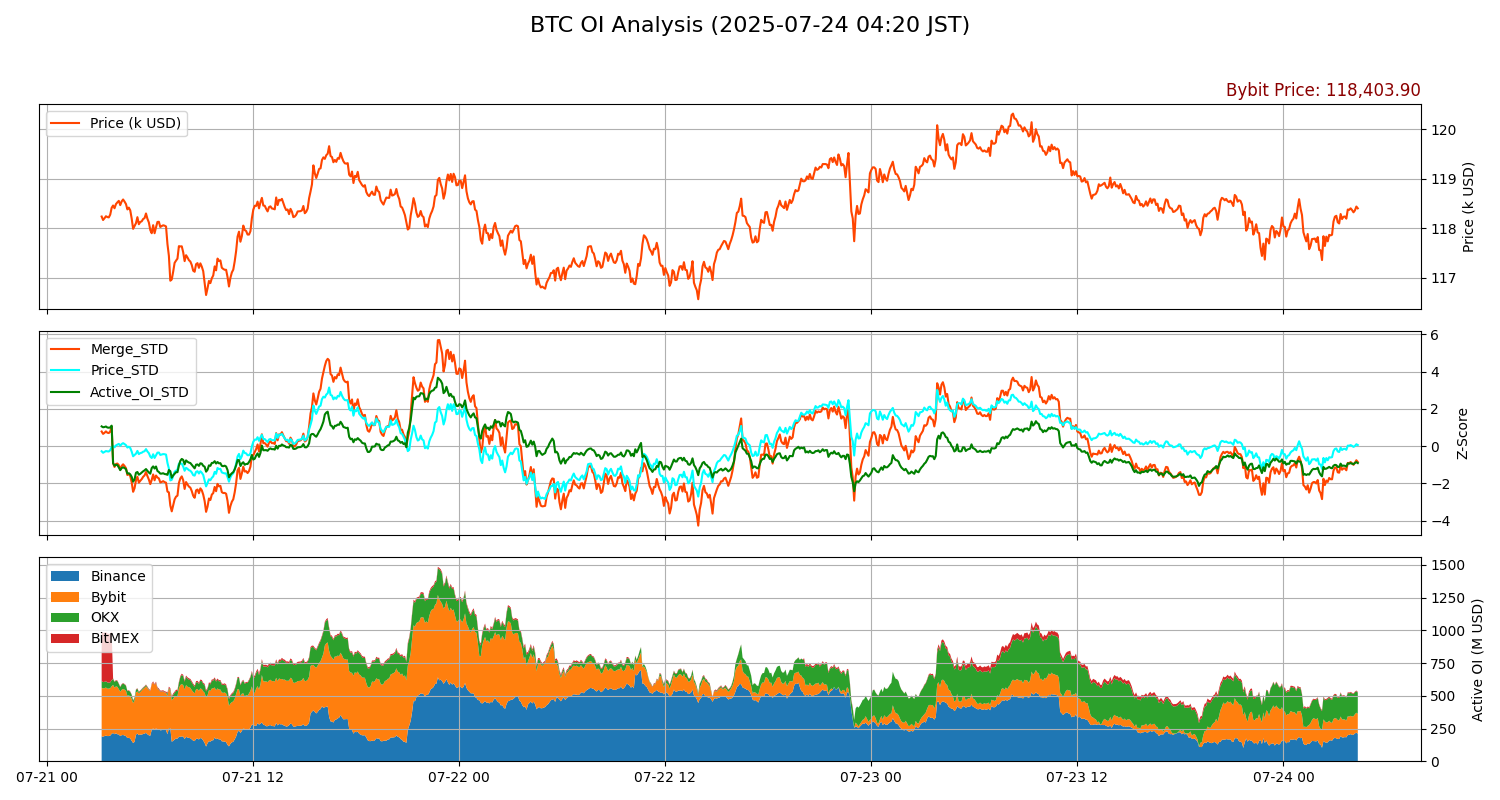 BTC OI Analysis (2025-07-24 04:20 JST)
Bybit Price: 118,403.90
Price (k USD)
120
119
118
117
Price (k USD)
Merge_STD
Price_STD
Active_OI_STD
6
4
2
0
−2
−4
Z-Score
Binance
Bybit
OKX
BitMEX
1500
1250
1000
750
500
250
0
Active OI (M USD)
07-21 00
07-21 12
07-22 00
07-22 12
07-23 00
07-23 12
07-24 00